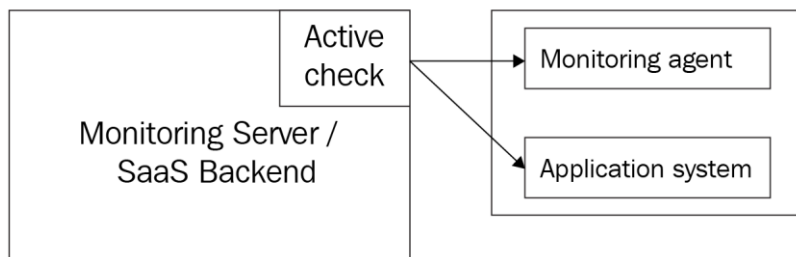 Active
check
Monitoring Server /
SaaS Backend
Monitoring agent
Application system